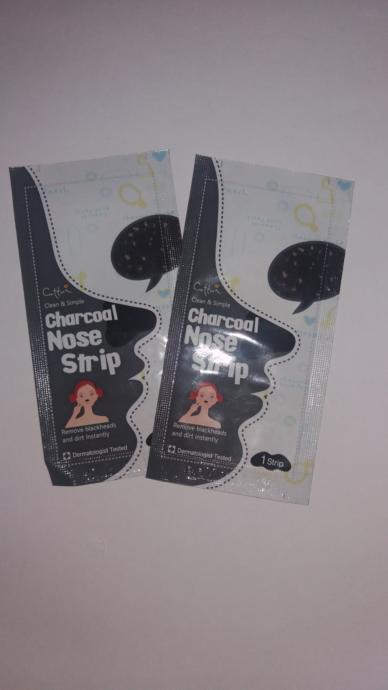 Clean & Simple
Charcoal
Nose
Strip
Remove blackheads
and dirt instantly
Dermatologist Tested
Clean & Simple
Charcoal
Nose
Strip
Remove blackheads
and dirt instantly
Dermatologist Tested
1 Strip